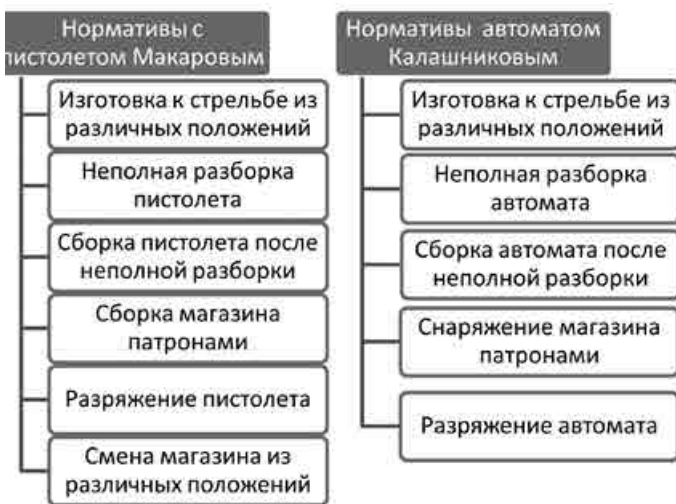 Нормативы с
пистолетом Макаровым
Изготовка к стрельбе из
различных положений
Неполная разборка
пистолета
Сборка пистолета после
неполной разборки
Сборка магазина
патронами
Разряжение пистолета
Смена магазина из
различных положений
Нормативы автоматом
Калашниковым
Изготовка к стрельбе из
различных положений
Неполная разборка
автомата
Сборка автомата после
неполной разборки
Снаряжение магазина
патронами
Разряжение автомата